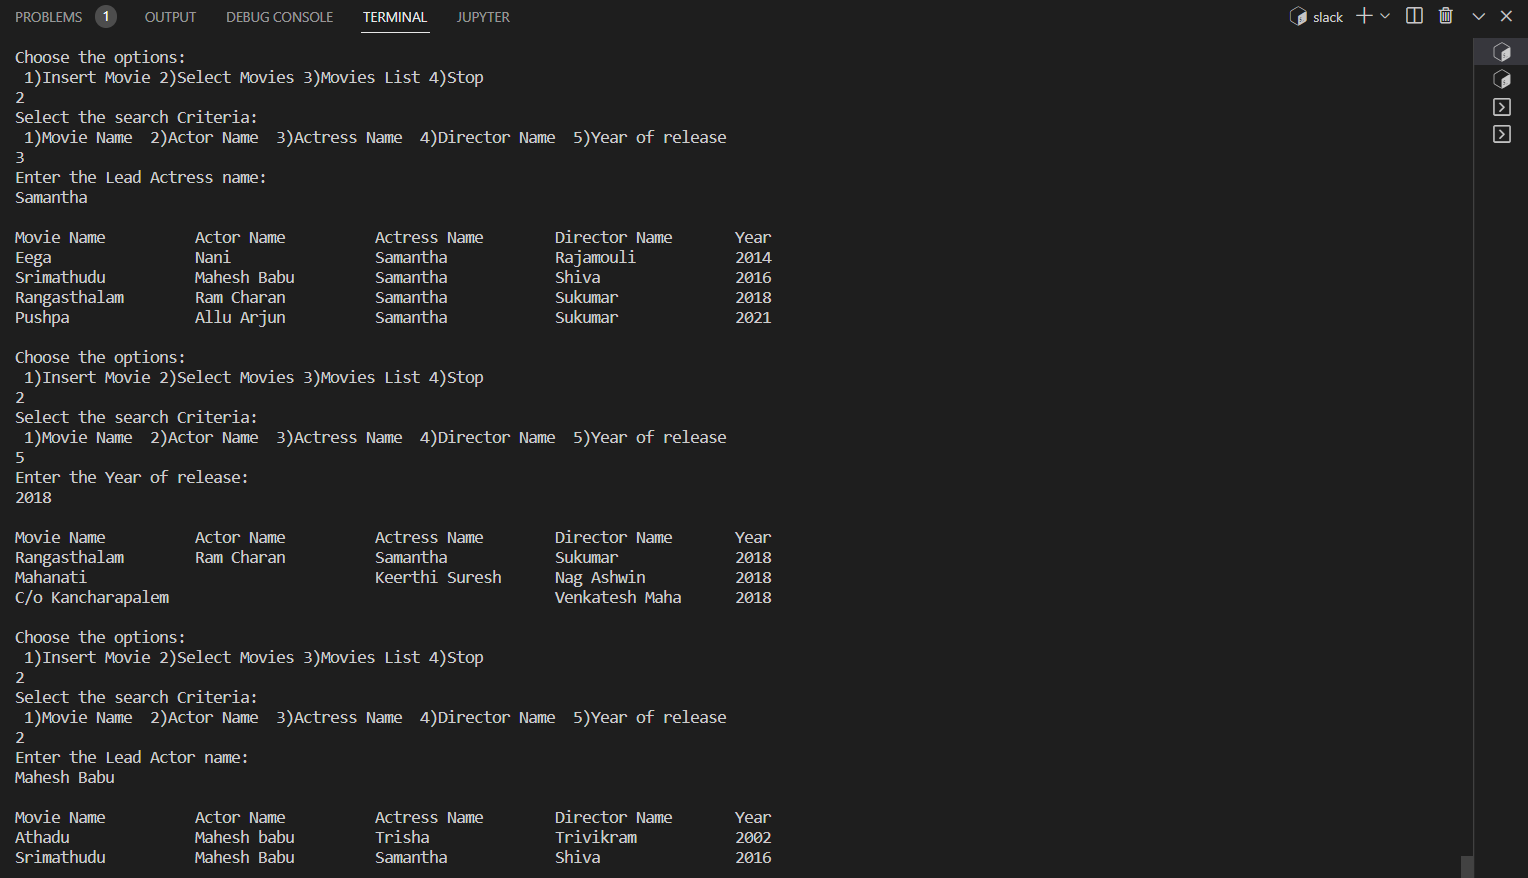 PROBLEMS 1 OUTPUT DEBUG CONSOLE TERMINAL JUPYTER slack
Choose the options:
 1)Insert Movie 2)Select Movies 3)Movies List 4)Stop
2
Select the search Criteria:
 1)Movie Name  2)Actor Name  3)Actress Name  4)Director Name  5)Year of release
3
Enter the Lead Actress name:
Samantha
Movie Name          Actor Name          Actress Name        Director Name       Year
Eega                Nani                Samantha            Rajamouli           2014
Srimathudu          Mahesh Babu         Samantha            Shiva               2016
Rangasthalam        Ram Charan          Samantha            Sukumar             2018
Pushpa              Allu Arjun          Samantha            Sukumar             2021
Choose the options:
 1)Insert Movie 2)Select Movies 3)Movies List 4)Stop
2
Select the search Criteria:
 1)Movie Name  2)Actor Name  3)Actress Name  4)Director Name  5)Year of release
5
Enter the Year of release:
2018
Movie Name          Actor Name          Actress Name        Director Name       Year
Rangasthalam        Ram Charan          Samantha            Sukumar             2018
Mahanati                                Keerthi Suresh      Nag Ashwin          2018
C/o Kancharapalem                                           Venkatesh Maha      2018
Choose the options:
 1)Insert Movie 2)Select Movies 3)Movies List 4)Stop
2
Select the search Criteria:
 1)Movie Name  2)Actor Name  3)Actress Name  4)Director Name  5)Year of release
2
Enter the Lead Actor name:
Mahesh Babu
Movie Name          Actor Name          Actress Name        Director Name       Year
Athadu              Mahesh babu         Trisha              Trivikram           2002
Srimathudu          Mahesh Babu         Samantha            Shiva               2016